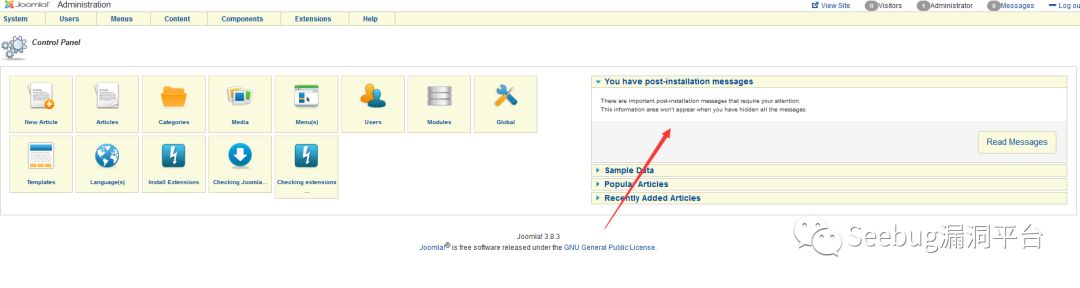 Joomla! Administration
View Site 0 Visitors 1 Administrator 0 Messages Log ou
System Users Menus Content Components Extensions Help
Control Panel
New Article Articles Categories Media Menu(s) Users Modules Global
Templates Language(s) Install Extensions Checking Joomla... Checking extensions ...
You have post-installation messages
There are important post-installation messages that require your attention.
This information area won't appear when you have hidden all the messages.
Read Messages
Sample Data
Popular Articles
Recently Added Articles
Joomla! 3.8.3
Joomla!® is free software released under the GNU General Public License.
Seebug漏洞平台